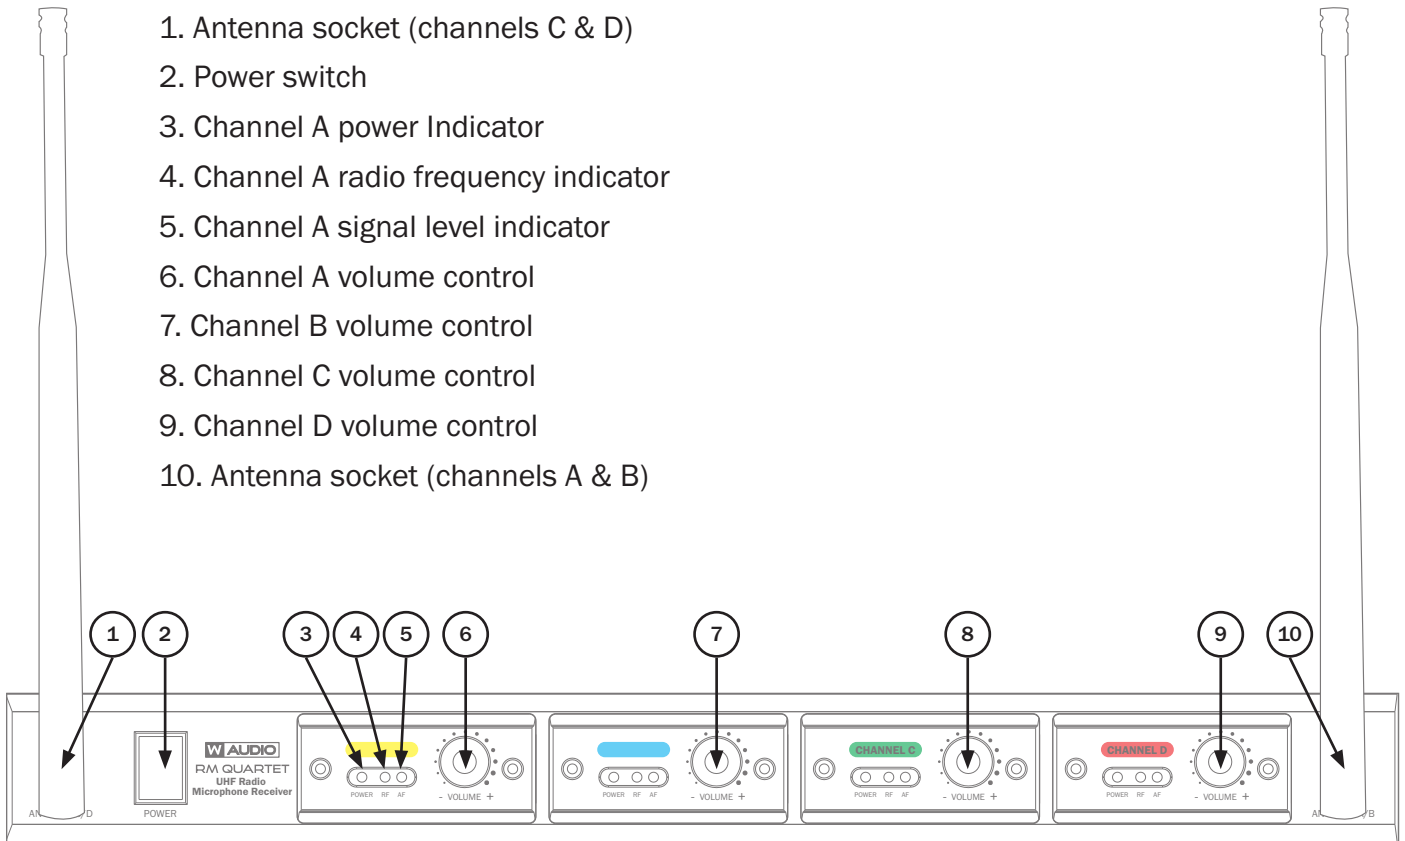 1. Antenna socket (channels C & D)
2. Power switch
3. Channel A power Indicator
4. Channel A radio frequency indicator
5. Channel A signal level indicator
6. Channel A volume control
7. Channel B volume control
8. Channel C volume control
9. Channel D volume control
10. Antenna socket (channels A & B)
1 2 3 4 5 6 7 8 9 10
W AUDIO
RM QUARTET
UHF Radio
Microphone Receiver
POWER
POWER RF AF
- VOLUME +
POWER RF AF
- VOLUME +
CHANNEL C
POWER RF AF
- VOLUME +
CHANNEL D
POWER RF AF
- VOLUME +